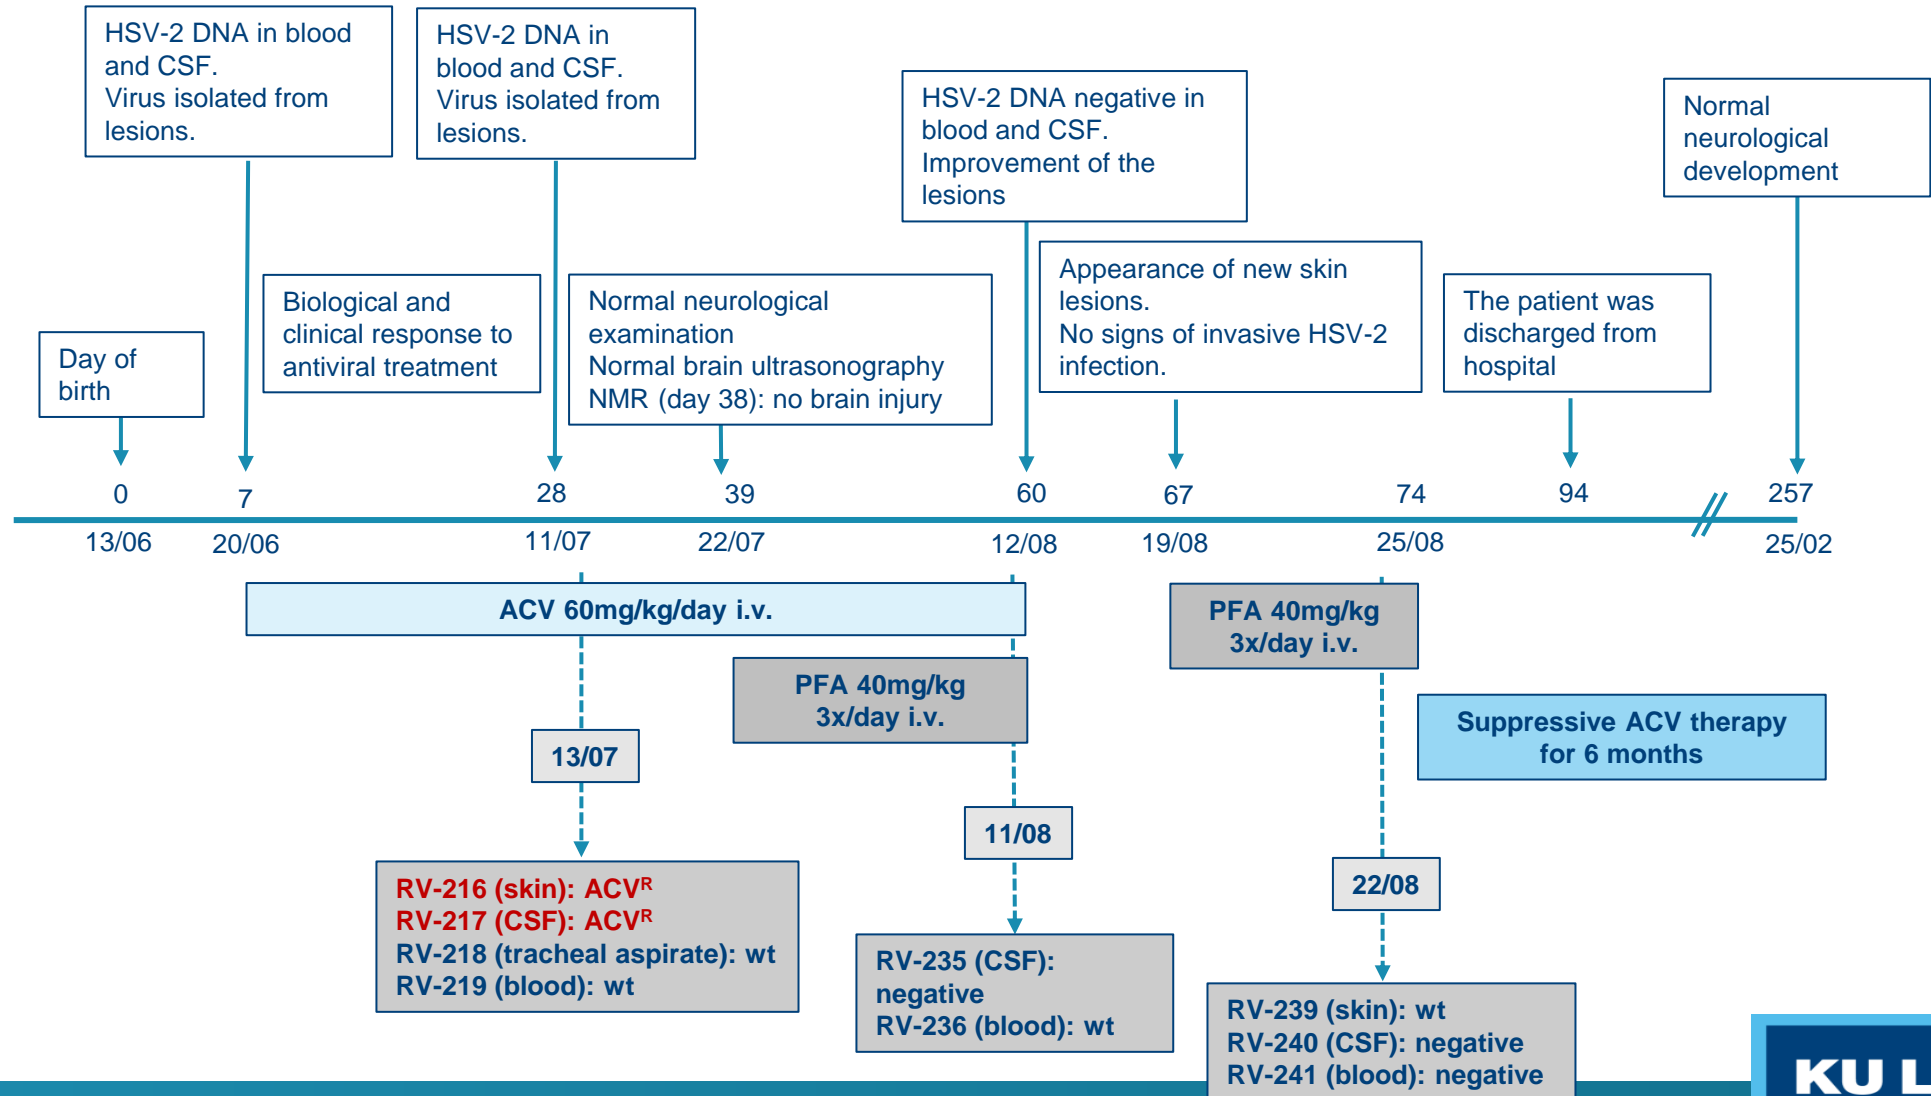 HSV-2 DNA in blood
and CSF.
Virus isolated from
lesions.
HSV-2 DNA in
blood and CSF.
Virus isolated from
lesions.
HSV-2 DNA negative in
blood and CSF.
Improvement of the
lesions
Normal
neurological
development
Day of
birth
Biological and
clinical response to
antiviral treatment
Normal neurological
examination
Normal brain ultrasonography
NMR (day 38): no brain injury
Appearance of new skin
lesions.
No signs of invasive HSV-2
infection.
The patient was
discharged from
hospital
0 7 28 39 60 67 74 94 257
13/06 20/06 11/07 22/07 12/08 19/08 25/08 25/02
ACV 60mg/kg/day i.v.
PFA 40mg/kg
3x/day i.v.
PFA 40mg/kg
3x/day i.v.
Suppressive ACV therapy
for 6 months
13/07
11/08
22/08
RV-216 (skin): ACVᴿ
RV-217 (CSF): ACVᴿ
RV-218 (tracheal aspirate): wt
RV-219 (blood): wt
RV-235 (CSF):
negative
RV-236 (blood): wt
RV-239 (skin): wt
RV-240 (CSF): negative
RV-241 (blood): negative
KU L